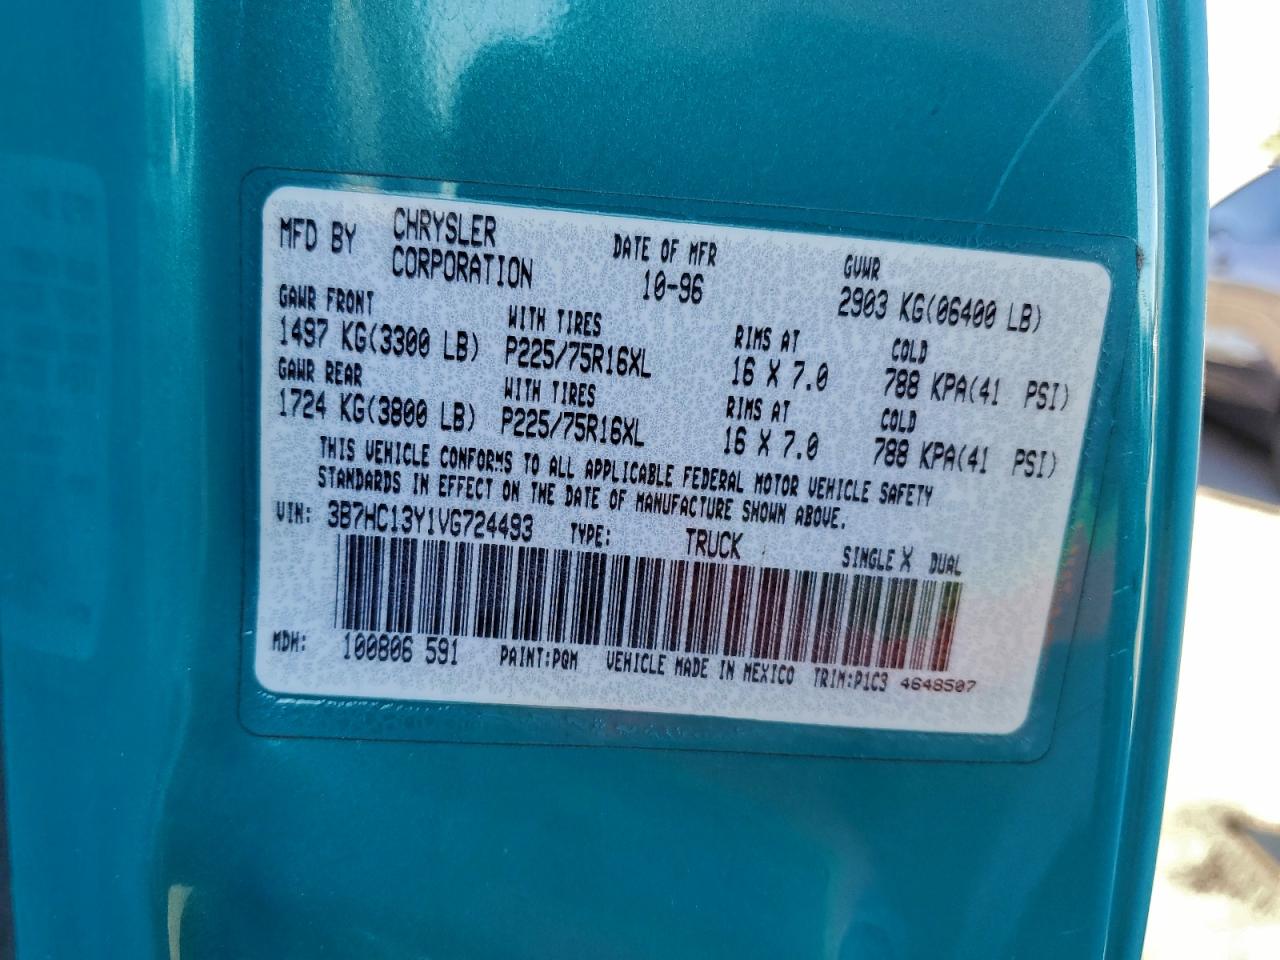 MFD BY CHRYSLER CORPORATION DATE OF MFR 10-96 GVWR 2903 KG(06400 LB)
GAWR FRONT WITH TIRES RIMS AT COLD
1497 KG(3300 LB) P225/75R16XL 16 X 7.0 788 KPA(41 PSI)
GAWR REAR WITH TIRES RIMS AT COLD
1724 KG(3800 LB) P225/75R16XL 16 X 7.0 788 KPA(41 PSI)
THIS VEHICLE CONFORMS TO ALL APPLICABLE FEDERAL MOTOR VEHICLE SAFETY
STANDARDS IN EFFECT ON THE DATE OF MANUFACTURE SHOWN ABOVE.
VIN: 3B7HC13Y1VG724493 TYPE: TRUCK SINGLE X DUAL
MDH: 100806 591 PAINT:PQM VEHICLE MADE IN MEXICO TRIM:P1C3 4648507